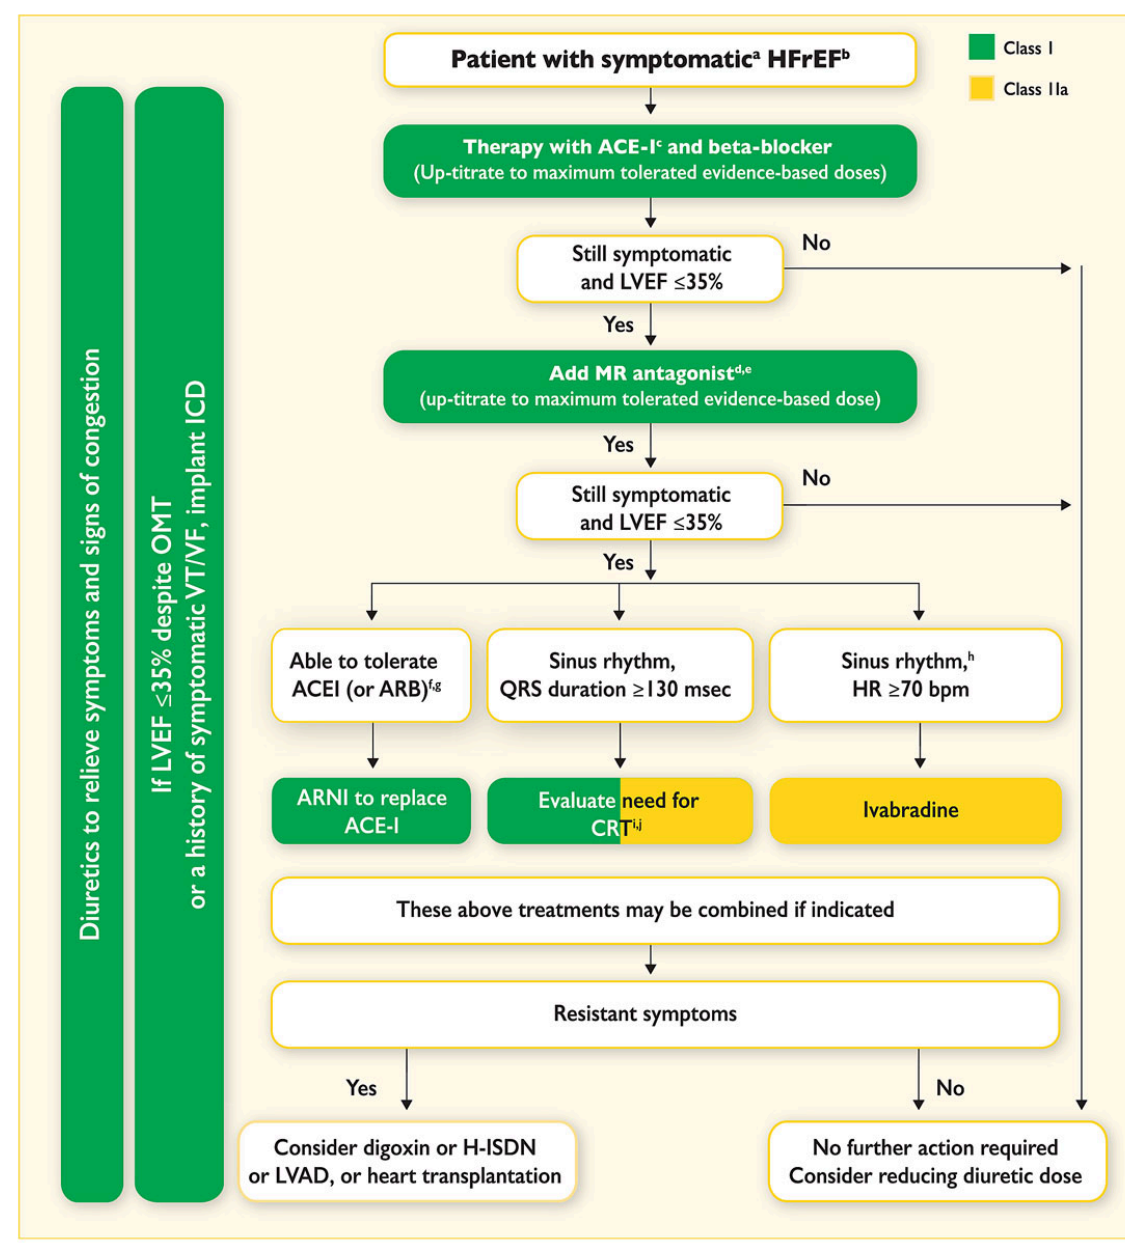 Patient with symptomaticᵃ HFrEFᵇ
Class I
Class IIa
Therapy with ACE-Iᶜ and beta-blocker
(Up-titrate to maximum tolerated evidence-based doses)
Still symptomatic
and LVEF ≤35%
No
Yes
Add MR antagonistᵈ,ᵉ
(up-titrate to maximum tolerated evidence-based dose)
Yes
Still symptomatic
and LVEF ≤35%
No
Yes
Able to tolerate
ACEI (or ARB)ᶠ,ᵍ
Sinus rhythm,
QRS duration ≥130 msec
Sinus rhythm,ʰ
HR ≥70 bpm
ARNI to replace
ACE-I
Evaluate need for
CRTⁱ,ʲ
Ivabradine
These above treatments may be combined if indicated
Resistant symptoms
Yes
No
Consider digoxin or H-ISDN
or LVAD, or heart transplantation
No further action required
Consider reducing diuretic dose
Diuretics to relieve symptoms and signs of congestion
If LVEF ≤35% despite OMT
or a history of symptomatic VT/VF, implant ICD